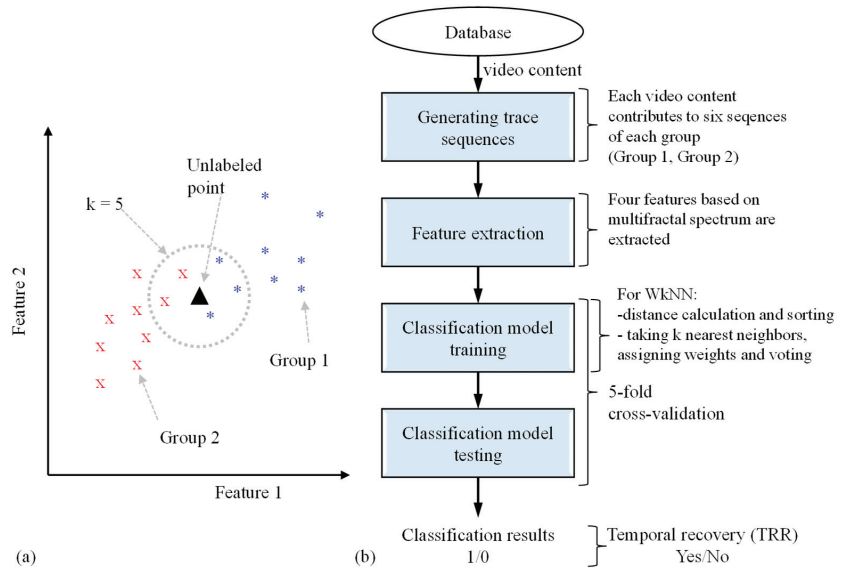 Feature 2
k = 5
Unlabeled
point
* * * * * * * * * *
x x x x x x x x x
Group 1
Group 2
Feature 1
(a)
Database
video content
Generating trace
sequences
Each video content
contributes to six seqences
of each group
(Group 1, Group 2)
Feature extraction
Four features based on
multifractal spectrum are
extracted
Classification model
training
For WkNN:
-distance calculation and sorting
- taking k nearest neighbors,
assigning weights and voting
5-fold
cross-validation
Classification model
testing
(b)
Classification results
1/0
Temporal recovery (TRR)
Yes/No